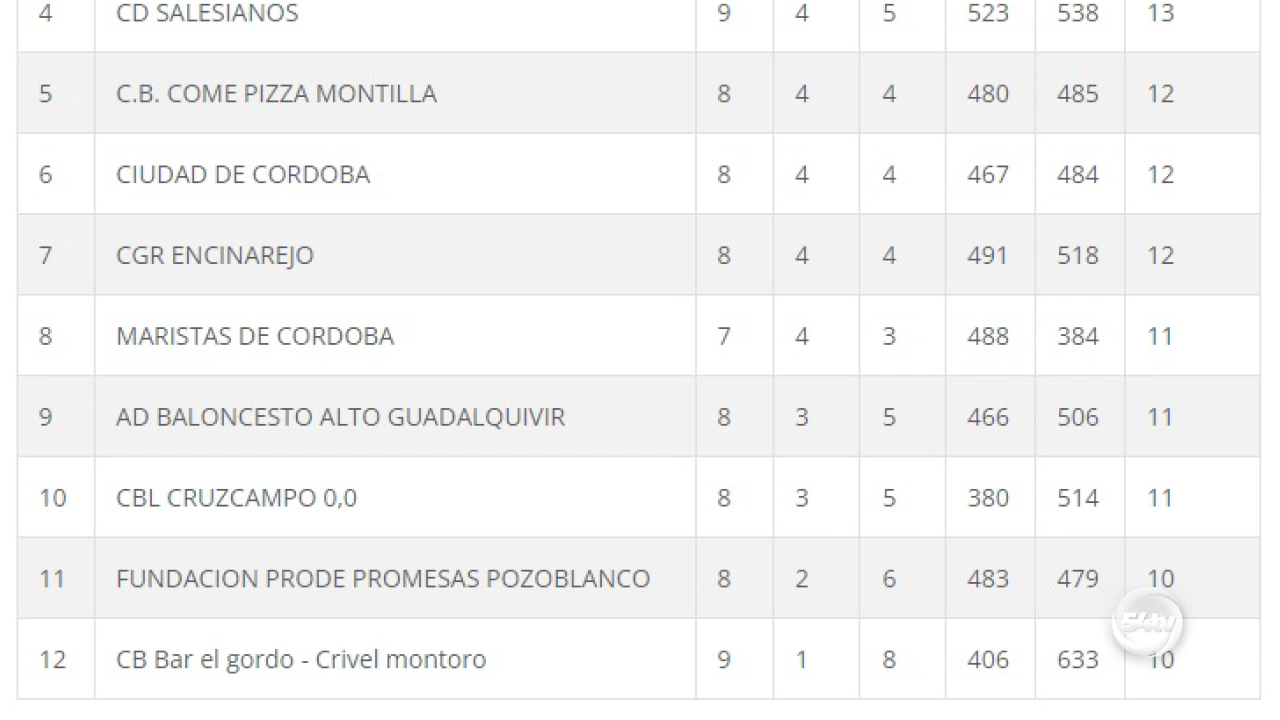 4 CD SALESIANOS 9 4 5 523 538 13
5 C.B. COME PIZZA MONTILLA 8 4 4 480 485 12
6 CIUDAD DE CORDOBA 8 4 4 467 484 12
7 CGR ENCINAREJO 8 4 4 491 518 12
8 MARISTAS DE CORDOBA 7 4 3 488 384 11
9 AD BALONCESTO ALTO GUADALQUIVIR 8 3 5 466 506 11
10 CBL CRUZCAMPO 0,0 8 3 5 380 514 11
11 FUNDACION PRODE PROMESAS POZOBLANCO 8 2 6 483 479 10
54tv
12 CB Bar el gordo - Crivel montoro 9 1 8 406 633 10